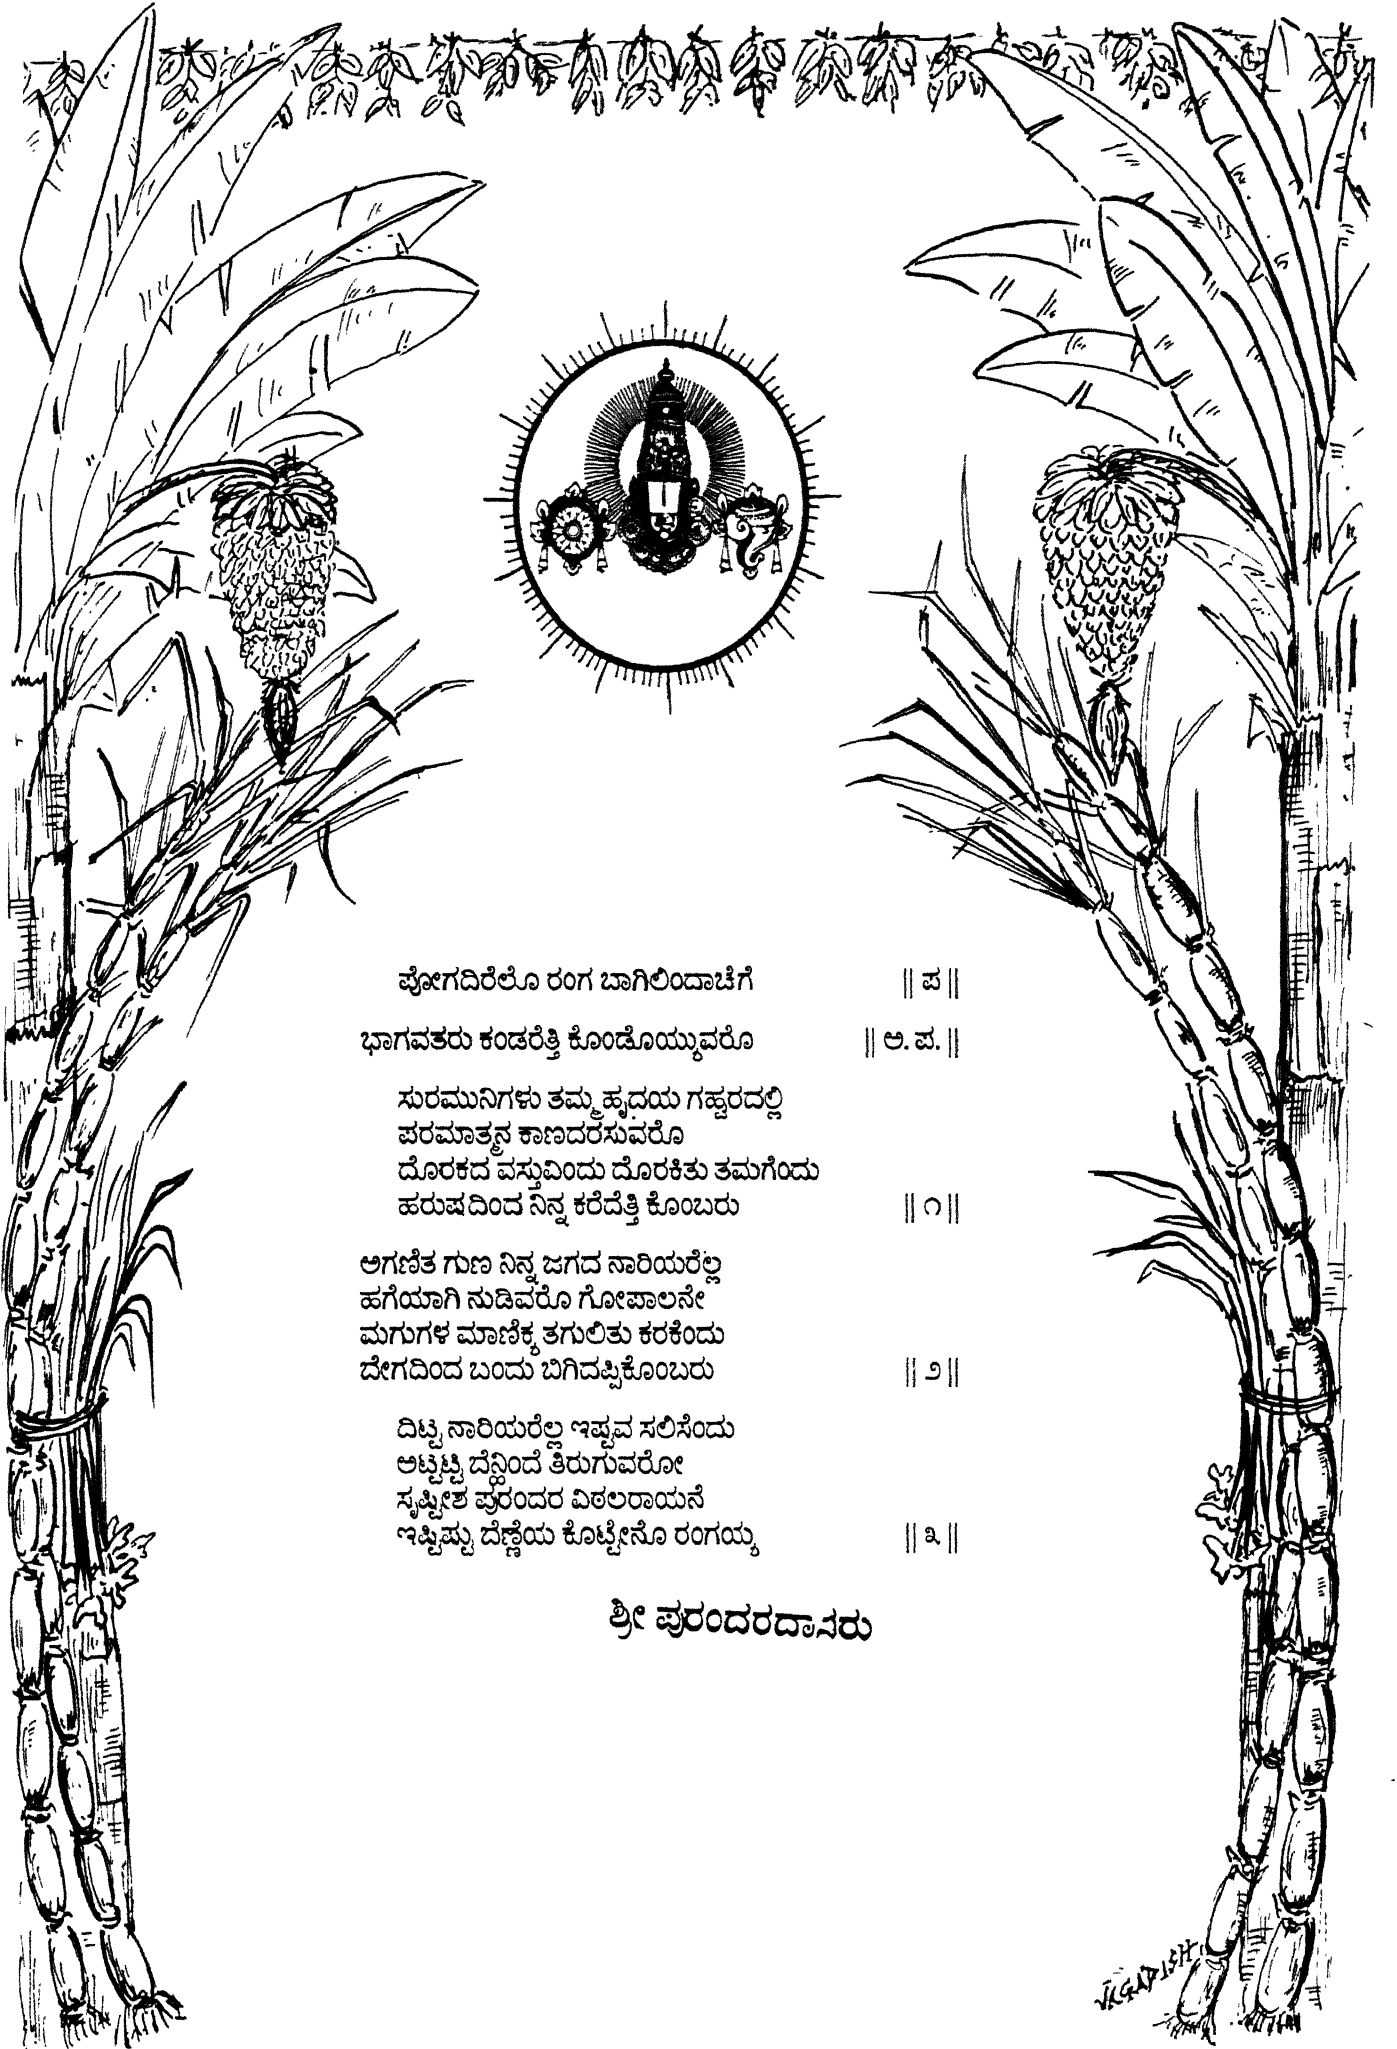 ಪೋಗದಿರೆಲೊ ರಂಗ ಬಾಗಿಲಿಂದಾಚೆಗೆ || ಪ ||
ಭಾಗವತರು ಕಂಡರೆತ್ತಿ ಕೊಂಡೊಯ್ಯುವರೊ || ಅ. ಪ. ||
ಸುರಮುನಿಗಳು ತಮ್ಮ ಹೃದಯ ಗಹ್ವರದಲ್ಲಿ
ಪರಮಾತ್ಮನ ಕಾಣದರಸುವರೊ
ದೊರಕದ ವಸ್ತುವಿಂದು ದೊರಕಿತು ತಮಗೆಂದು
ಹರುಷದಿಂದ ನಿನ್ನ ಕರೆದೆತ್ತಿ ಕೊಂಬರು || ೧ ||
ಅಗಣಿತ ಗುಣ ನಿನ್ನ ಜಗದ ನಾರಿಯರೆಲ್ಲ
ಹಗೆಯಾಗಿ ನುಡಿವರೊ ಗೋಪಾಲನೇ
ಮಗುಗಳ ಮಾಣಿಕ್ಯ ತಗುಲಿತು ಕರಕೆಂದು
ಬೇಗದಿಂದ ಬಂದು ಬಿಗಿದಪ್ಪಿಕೊಂಬರು || ೨ ||
ದಿಟ್ಟ ನಾರಿಯರೆಲ್ಲ ಇಷ್ಟವ ಸಲಿಸೆಂದು
ಅಟ್ಟಟ್ಟಿ ಬೆನ್ಹಿಂದೆ ತಿರುಗುವರೋ
ಸೃಷ್ಟೀಶ ಪುರಂದರ ವಿಠಲರಾಯನೆ
ಇಷ್ಟಿಷ್ಟು ಬೆಣ್ಣೆಯ ಕೊಟ್ಟೇನೊ ರಂಗಯ್ಯ || ೩ ||
ಶ್ರೀ ಪುರಂದರದಾಸರು
JAGADISH